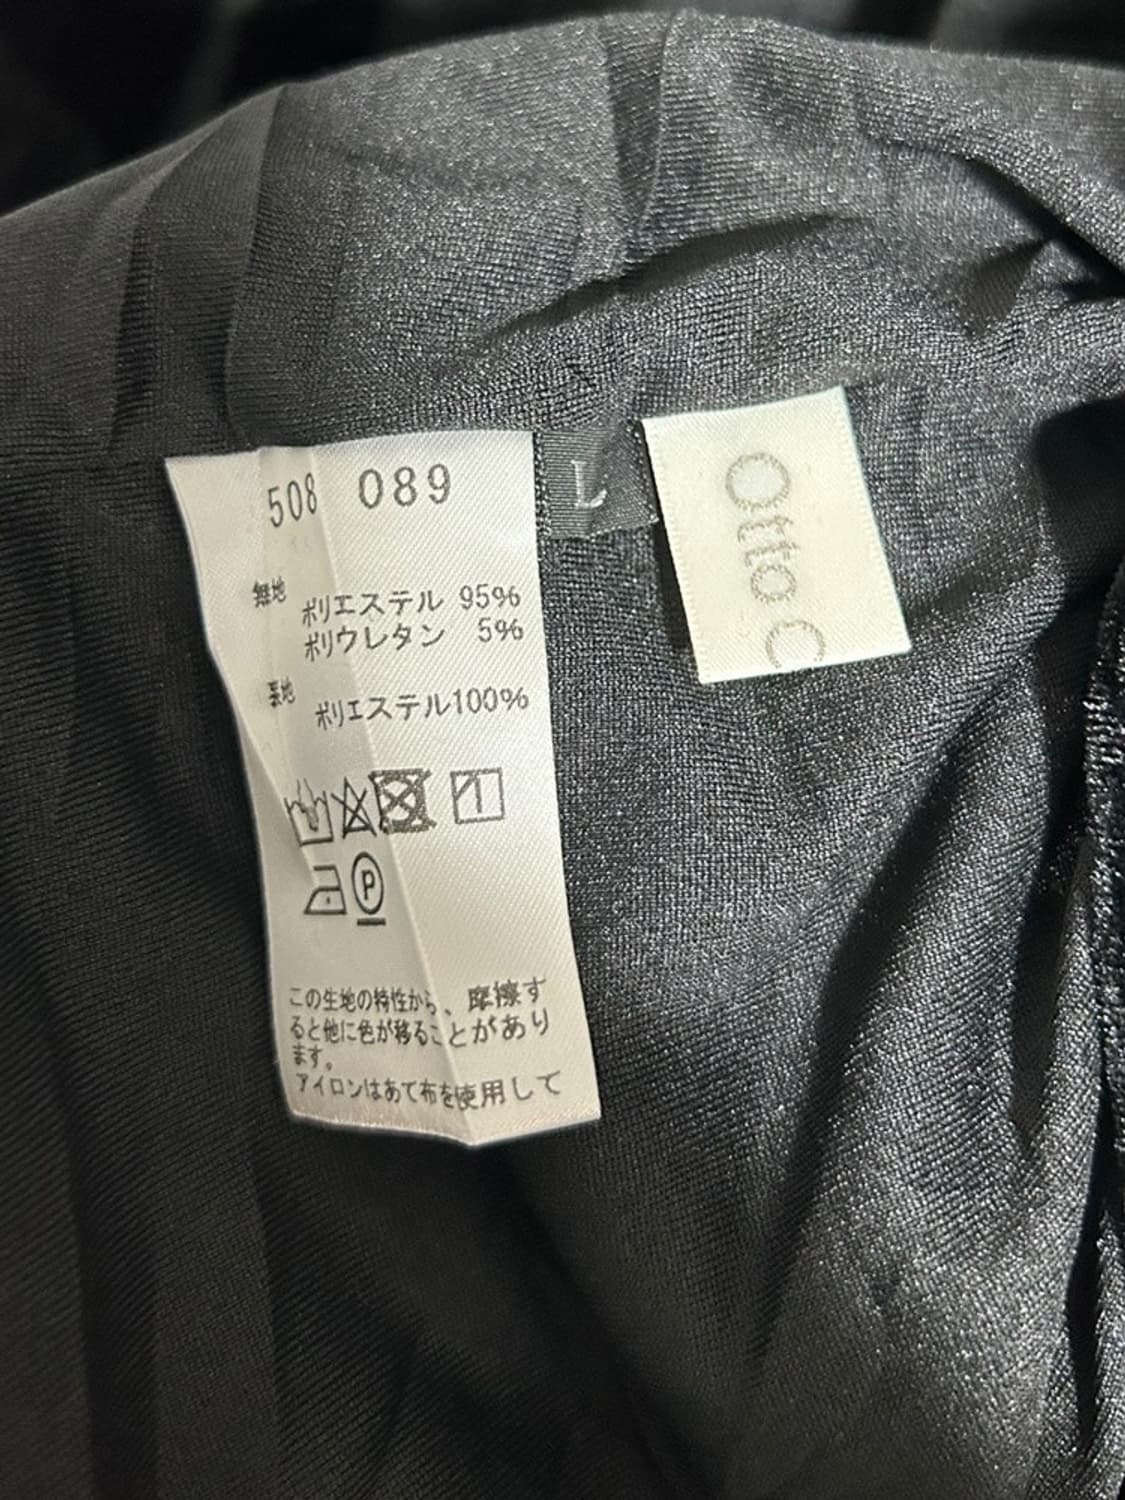 508 089
L
Otto C
無地
ポリエステル 95%
ポリウレタン 5%
裏地
ポリエステル100%
P
この生地の特性から、摩擦す
ると他に色が移ることがあり
ます。
アイロンはあて布を使用して